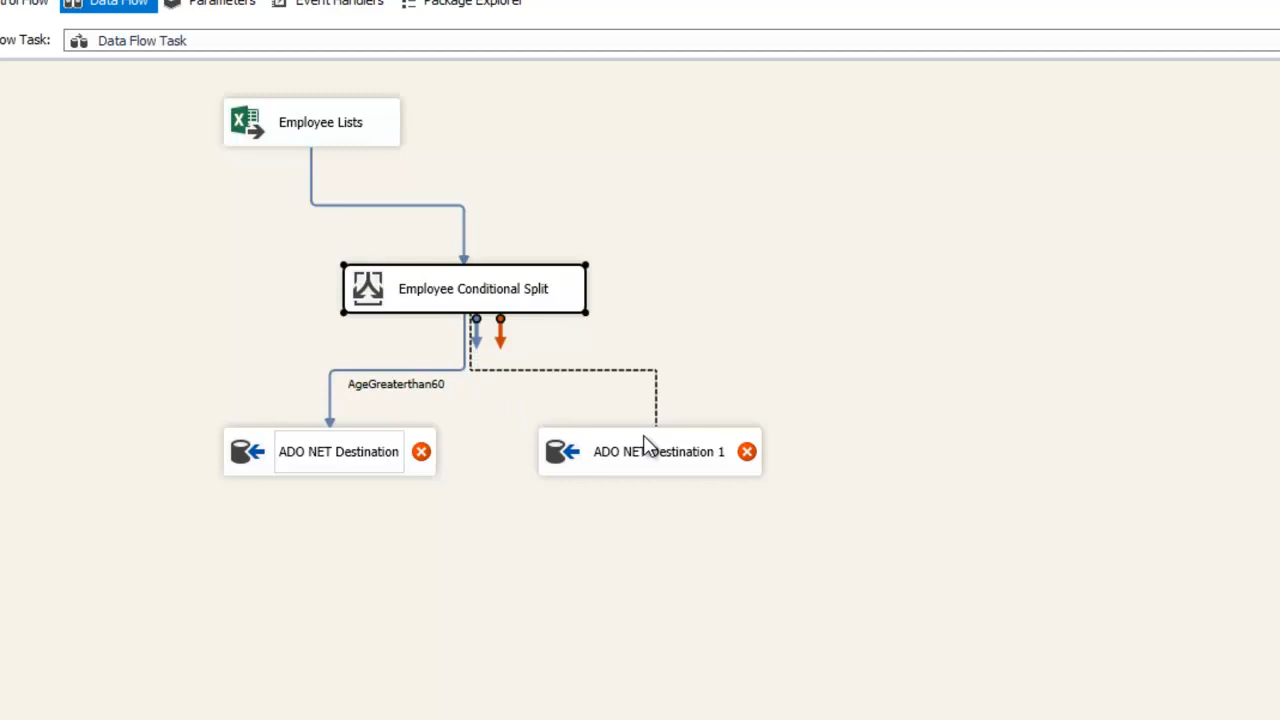 Data Flow Parameters Event Handlers Package Explorer
Task: Data Flow Task
Employee Lists
Employee Conditional Split
AgeGreaterthan60
ADO NET Destination ADO NET Destination 1